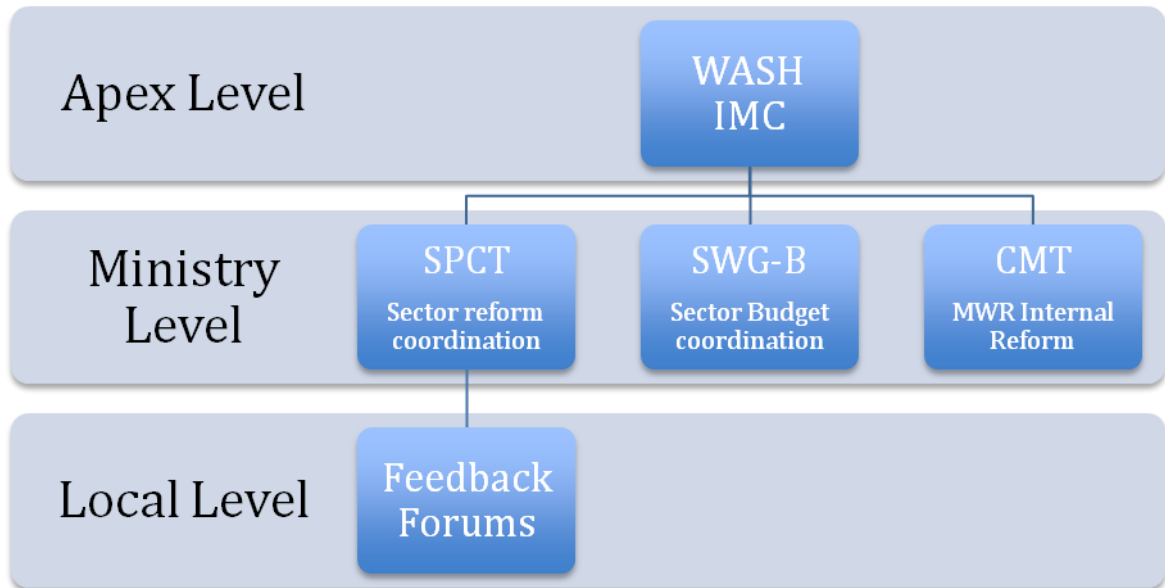 Apex Level
WASH
IMC
Ministry
Level
SPCT
Sector reform
coordination
SWG-B
Sector Budget
coordination
CMT
MWR Internal
Reform
Local Level
Feedback
Forums